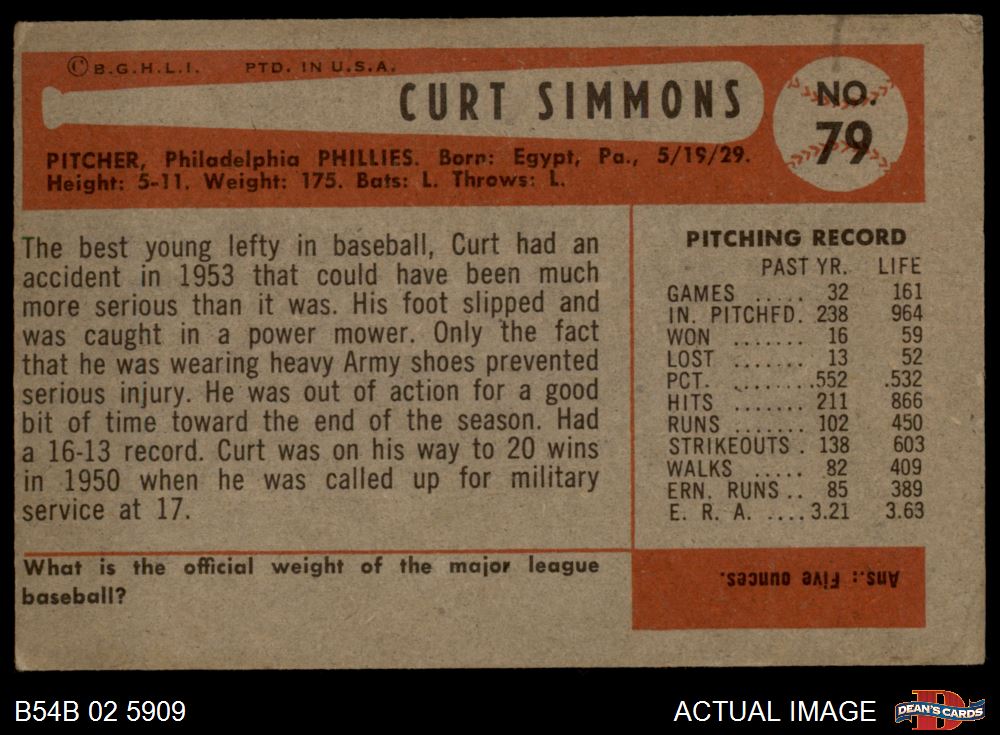 ©B.G.H.L.I. PTD. IN U.S.A.
CURT SIMMONS
NO.
79
PITCHER, Philadelphia PHILLIES. Born: Egypt, Pa., 5/19/29.
Height: 5-11. Weight: 175. Bats: L. Throws: L.
The best young lefty in baseball, Curt had an
accident in 1953 that could have been much
more serious than it was. His foot slipped and
was caught in a power mower. Only the fact
that he was wearing heavy Army shoes prevented
serious injury. He was out of action for a good
bit of time toward the end of the season. Had
a 16-13 record. Curt was on his way to 20 wins
in 1950 when he was called up for military
service at 17.
PITCHING RECORD
PAST YR. LIFE
GAMES ..... 32 161
IN. PITCHED. 238 964
WON ....... 16 59
LOST ....... 13 52
PCT. ........ .552 .532
HITS ....... 211 866
RUNS ....... 102 450
STRIKEOUTS . 138 603
WALKS ..... 82 409
ERN. RUNS .. 85 389
E. R. A. .... 3.21 3.63
What is the official weight of the major league
baseball?
Ans.: Five ounces.
B54B 02 5909
ACTUAL IMAGE
DEAN'S CARDS